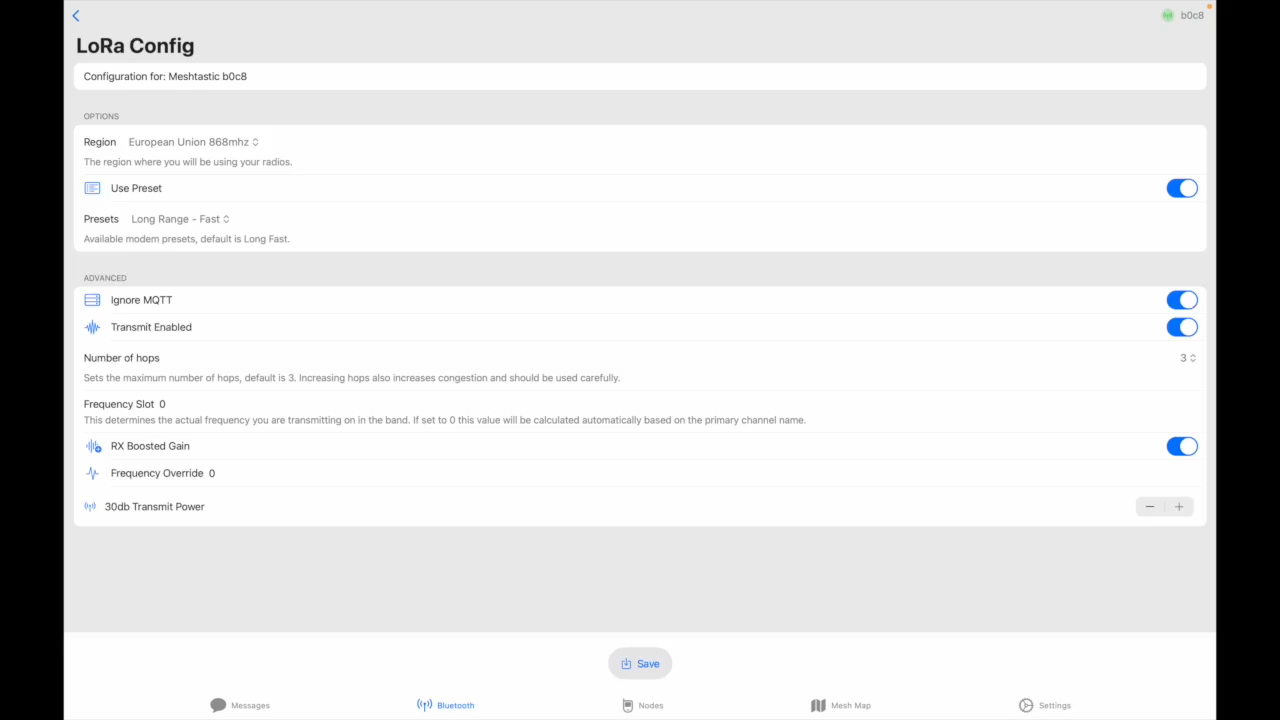 b0c8
LoRa Config
Configuration for: Meshtastic b0c8
OPTIONS
Region European Union 868mhz
The region where you will be using your radios.
Use Preset
Presets Long Range - Fast
Available modem presets, default is Long Fast.
ADVANCED
Ignore MQTT
Transmit Enabled
Number of hops 3
Sets the maximum number of hops, default is 3. Increasing hops also increases congestion and should be used carefully.
Frequency Slot 0
This determines the actual frequency you are transmitting on in the band. If set to 0 this value will be calculated automatically based on the primary channel name.
RX Boosted Gain
Frequency Override 0
30db Transmit Power − +
Save
Messages Bluetooth Nodes Mesh Map Settings